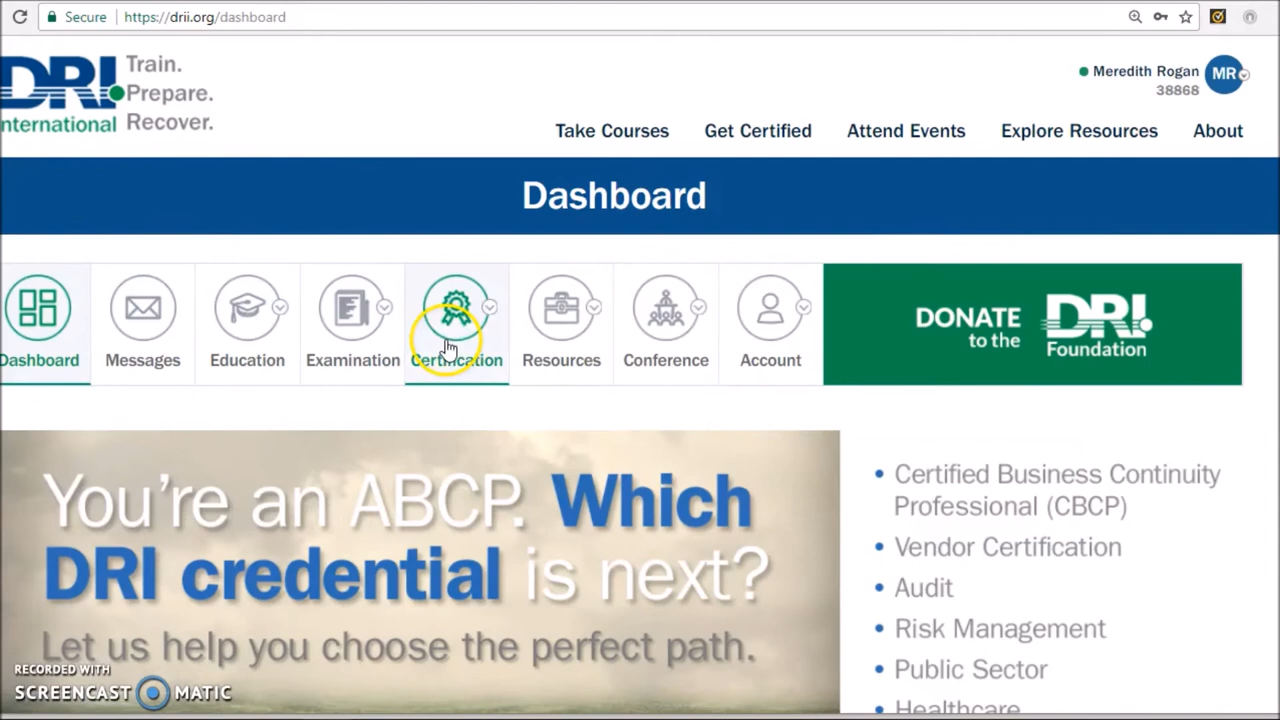 Secure https://drii.org/dashboard
DRI
nternational
Train.
Prepare.
Recover.
Meredith Rogan
38868
MR
Take Courses Get Certified Attend Events Explore Resources About
Dashboard
Dashboard Messages Education Examination Certification Resources Conference Account
DONATE
to the
DRI
Foundation
You're an ABCP. Which
DRI credential is next?
Let us help you choose the perfect path.
• Certified Business Continuity
Professional (CBCP)
• Vendor Certification
• Audit
• Risk Management
• Public Sector
• Healthcare
RECORDED WITH
SCREENCAST MATIC